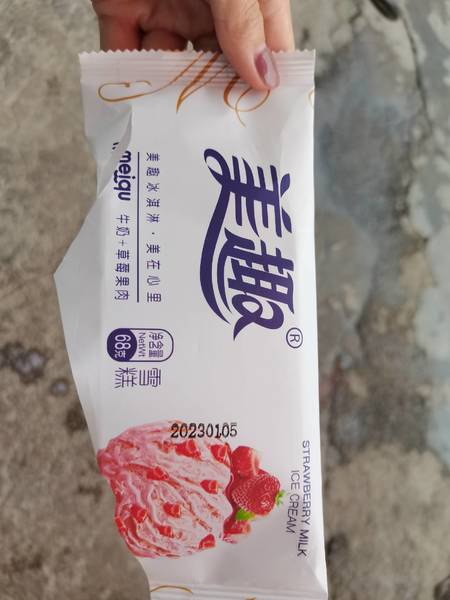 美趣®
美趣冰淇淋·美在心里
meiqu 牛奶+草莓果肉
净含量
NetWt
68克
雪糕
20230105
STRAWBERRY MILK
ICE CREAM